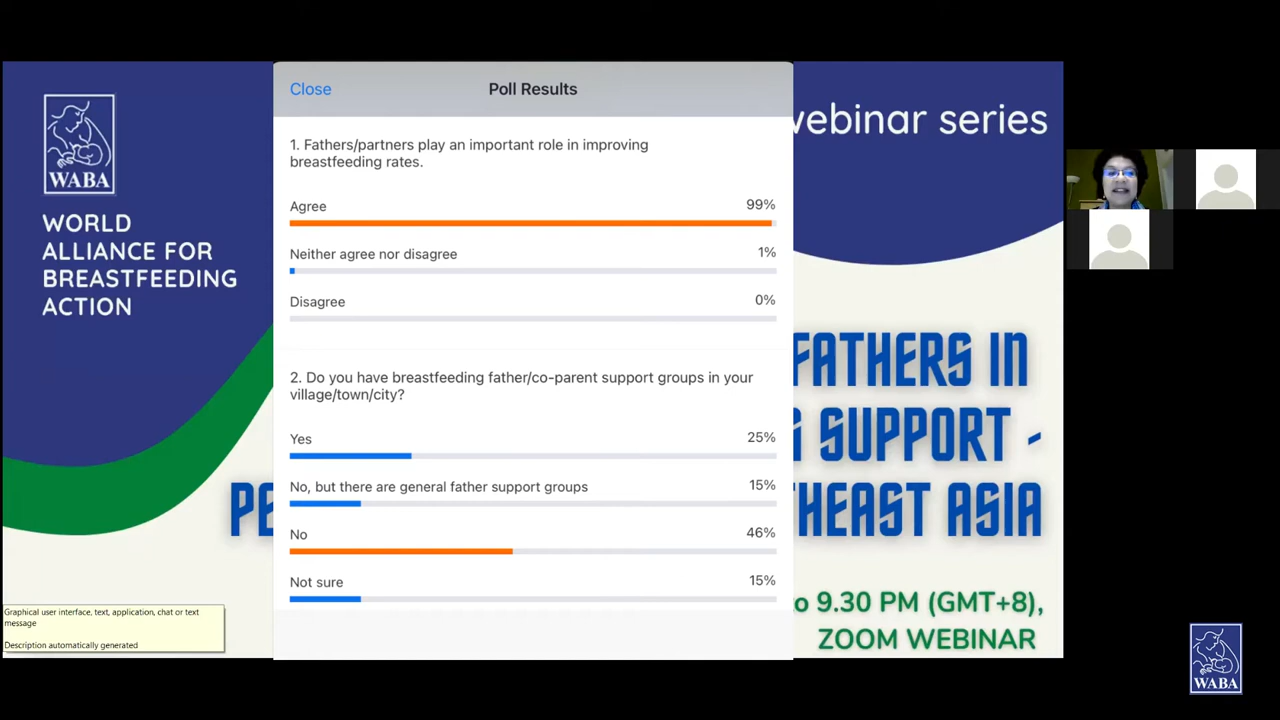 WABA
WORLD
ALLIANCE FOR
BREASTFEEDING
ACTION
Close
Poll Results
1. Fathers/partners play an important role in improving
breastfeeding rates.
Agree 99%
Neither agree nor disagree 1%
Disagree 0%
2. Do you have breastfeeding father/co-parent support groups in your
village/town/city?
Yes 25%
No, but there are general father support groups 15%
No 46%
Not sure 15%
webinar series
FATHERS IN
SUPPORT -
PE
HEAST ASIA
9.30 PM (GMT+8),
ZOOM WEBINAR
Graphical user interface, text, application, chat or text
message
Description automatically generated
WABA